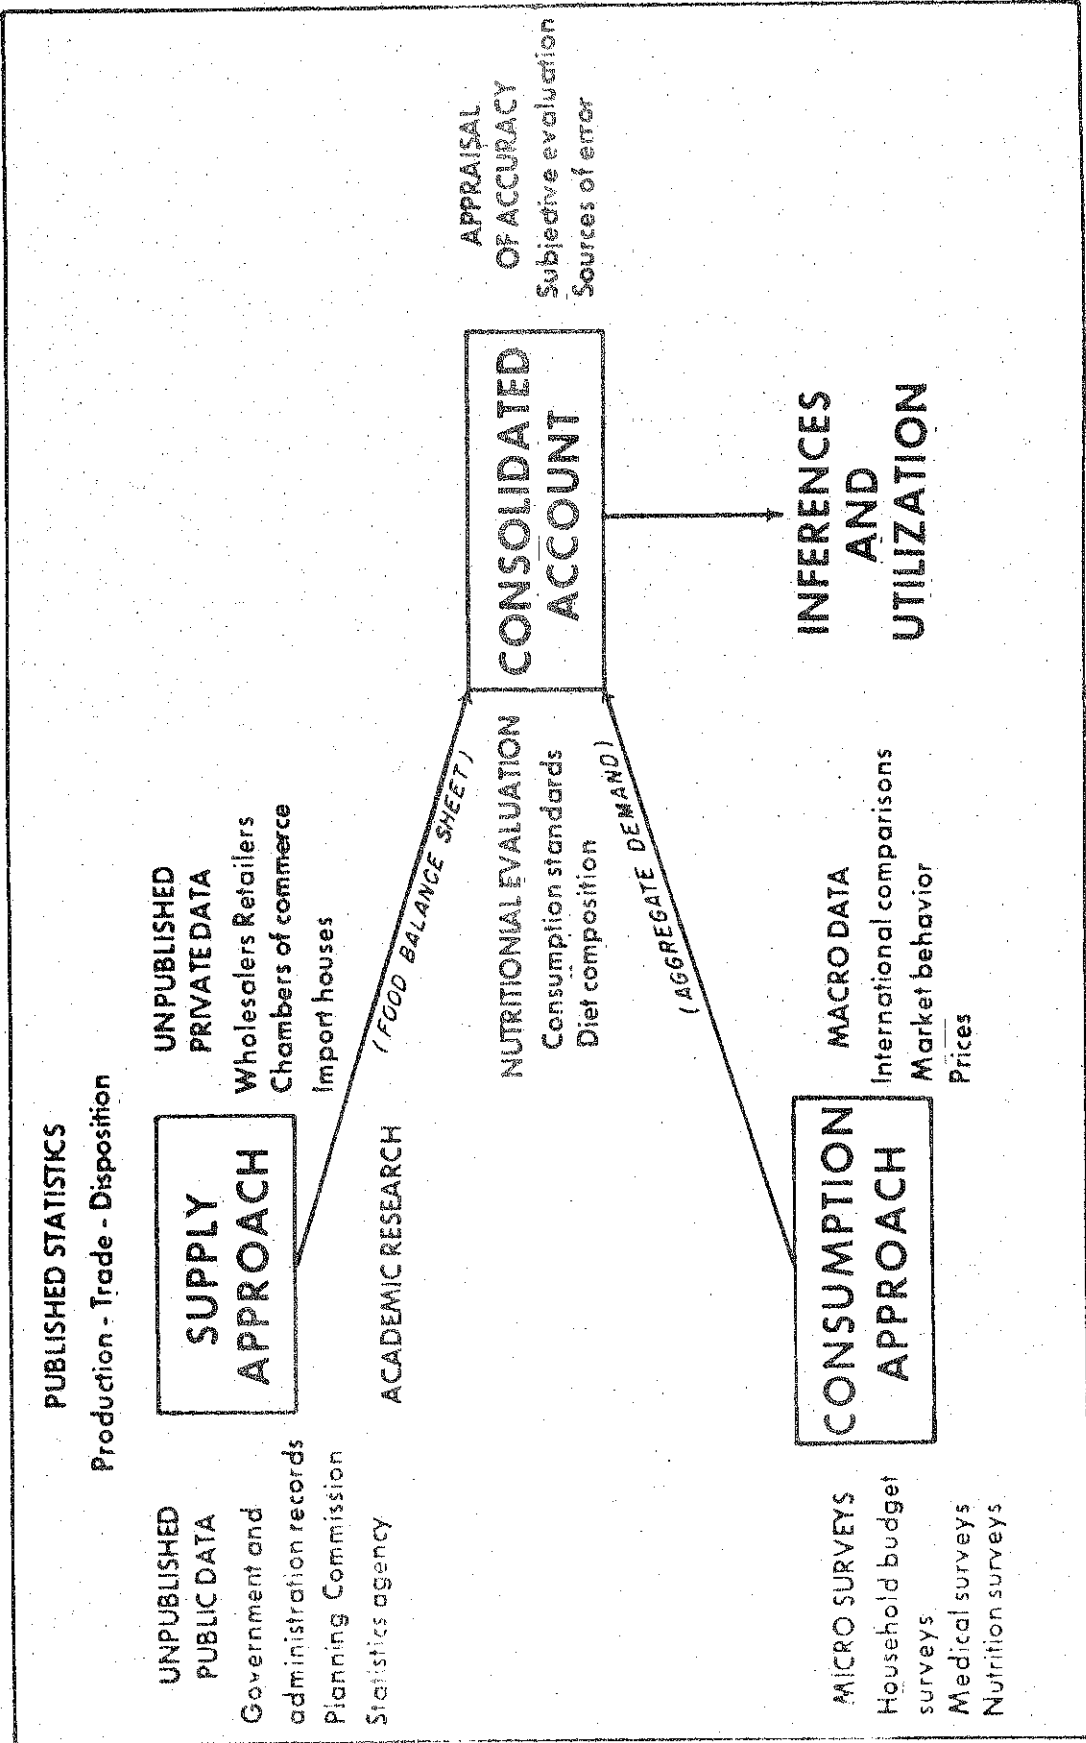 PUBLISHED STATISTICS
Production - Trade - Disposition
UNPUBLISHED
PUBLIC DATA
Government and
administration records
Planning Commission
Statistics agency
SUPPLY
APPROACH
UNPUBLISHED
PRIVATE DATA
Wholesalers Retailers
Chambers of commerce
Import houses
ACADEMIC RESEARCH
(FOOD BALANCE SHEET)
NUTRITIONIAL EVALUATION
Consumption standards
Diet composition
CONSOLIDATED
ACCOUNT
APPRAISAL
OF ACCURACY
Subjective evaluation
Sources of error
(AGGREGATE DEMAND)
MICRO SURVEYS
Household budget
surveys
Medical surveys
Nutrition surveys
CONSUMPTION
APPROACH
MACRO DATA
International comparisons
Market behavior
Prices
INFERENCES
AND
UTILIZATION